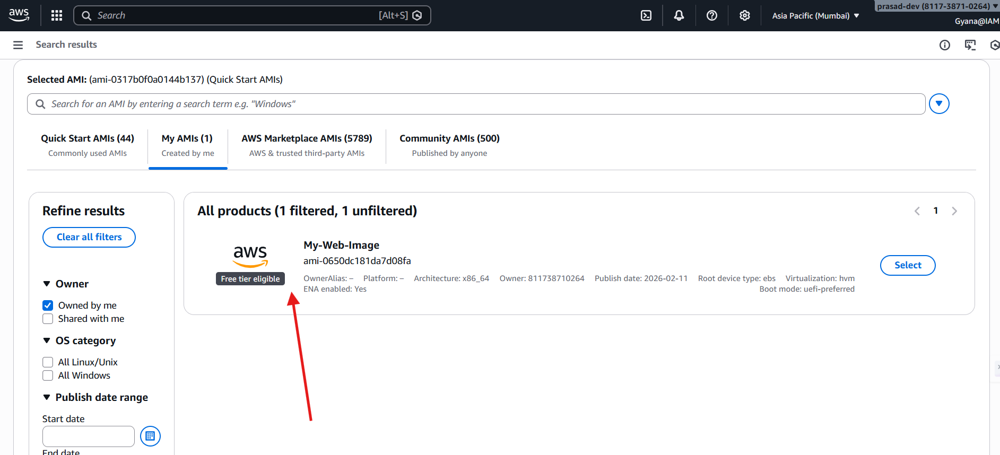 aws
Search
[Alt+S]
Asia Pacific (Mumbai)
prasad-dev (8117-3871-0264)
Gyana@IAM
Search results
Selected AMI: (ami-0317b0f0a0144b137) (Quick Start AMIs)
Search for an AMI by entering a search term e.g. "Windows"
Quick Start AMIs (44)
Commonly used AMIs
My AMIs (1)
Created by me
AWS Marketplace AMIs (5789)
AWS & trusted third-party AMIs
Community AMIs (500)
Published by anyone
Refine results
Clear all filters
Owner
Owned by me
Shared with me
OS category
All Linux/Unix
All Windows
Publish date range
Start date
End date
All products (1 filtered, 1 unfiltered)
1
aws
Free tier eligible
My-Web-Image
ami-0650dc181da7d08fa
OwnerAlias: – Platform: – Architecture: x86_64 Owner: 811738710264 Publish date: 2026-02-11 Root device type: ebs Virtualization: hvm
ENA enabled: Yes Boot mode: uefi-preferred
Select